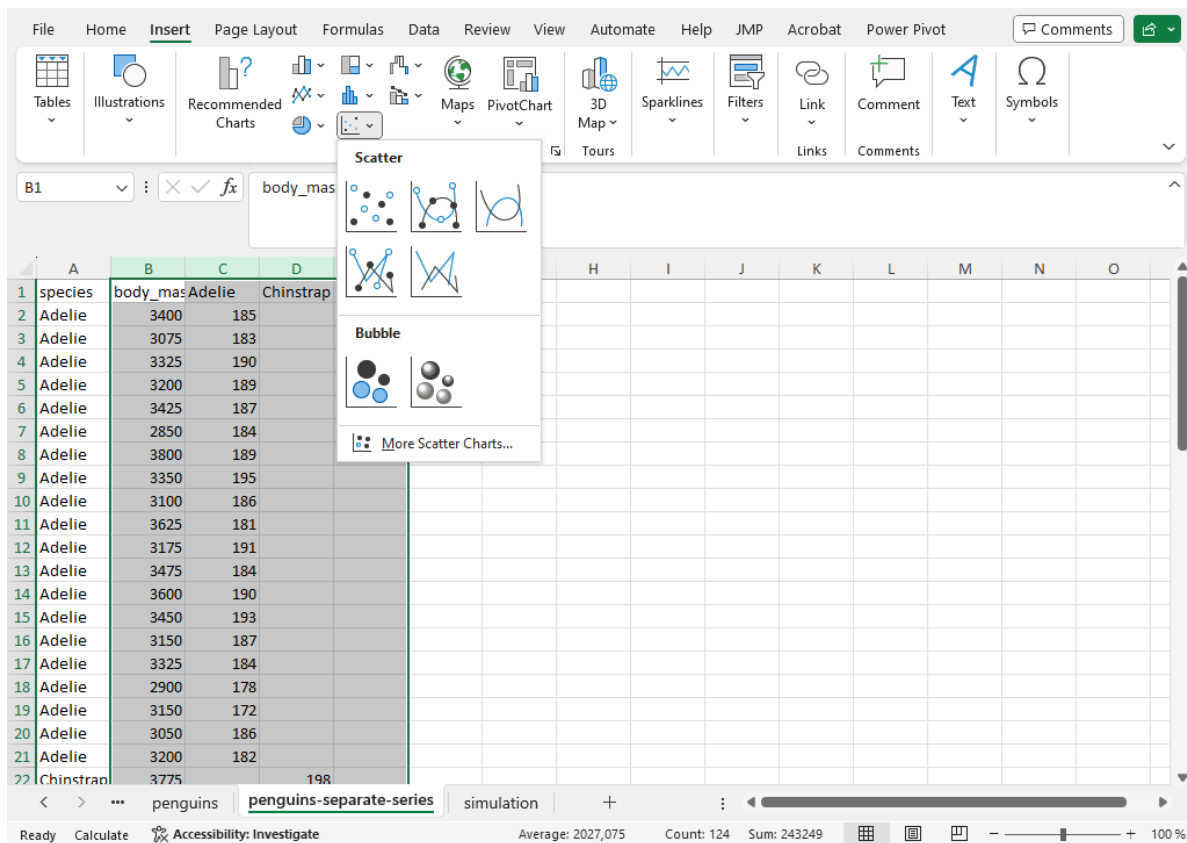 File Home Insert Page Layout Formulas Data Review View Automate Help JMP Acrobat Power Pivot Comments
Tables Illustrations Recommended Charts Maps PivotChart 3D Map Sparklines Filters Link Comment Text Symbols
Tours Links Comments
B1 fx body_mas
Scatter
Bubble
More Scatter Charts...
A B C D H I J K L M N O
1 species body_mas Adelie Chinstrap
2 Adelie 3400 185
3 Adelie 3075 183
4 Adelie 3325 190
5 Adelie 3200 189
6 Adelie 3425 187
7 Adelie 2850 184
8 Adelie 3800 189
9 Adelie 3350 195
10 Adelie 3100 186
11 Adelie 3625 181
12 Adelie 3175 191
13 Adelie 3475 184
14 Adelie 3600 190
15 Adelie 3450 193
16 Adelie 3150 187
17 Adelie 3325 184
18 Adelie 2900 178
19 Adelie 3150 172
20 Adelie 3050 186
21 Adelie 3200 182
22 Chinstrap 3775 198
penguins penguins-separate-series simulation
Ready Calculate Accessibility: Investigate Average: 2027,075 Count: 124 Sum: 243249 100 %